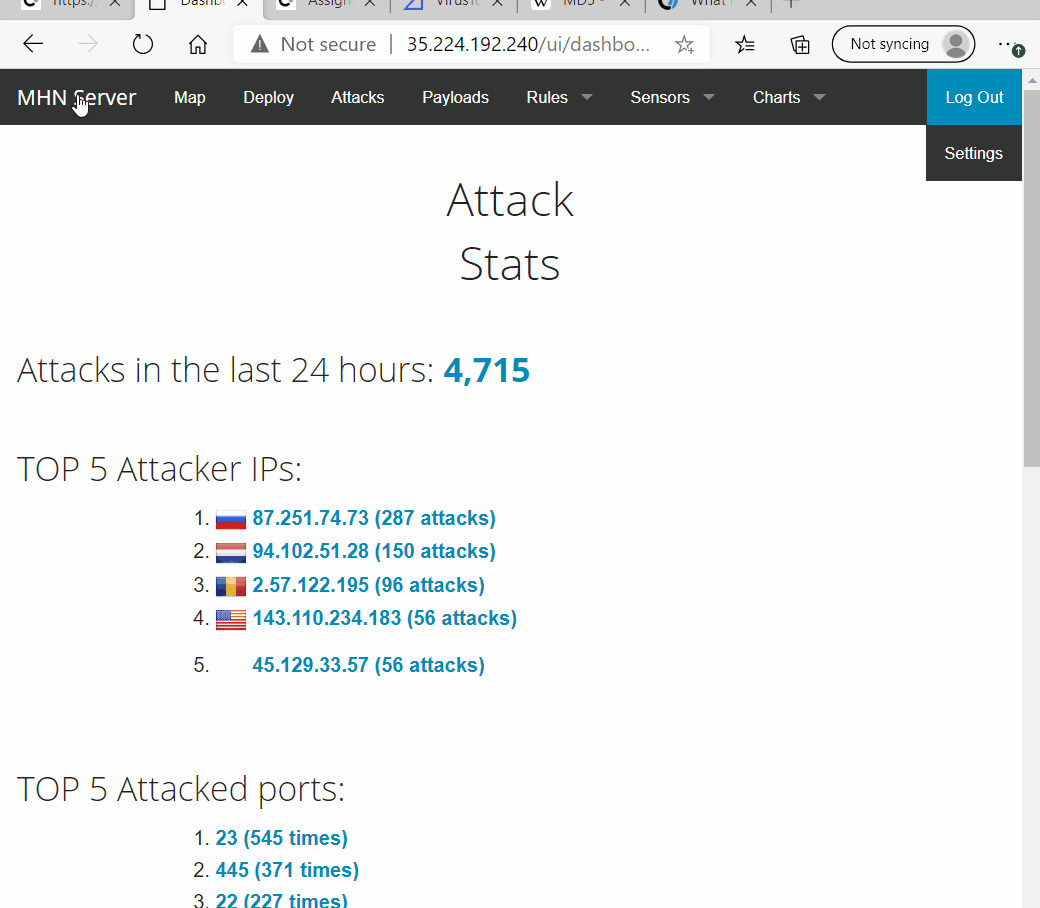 https:/
Dashb
Assign
VirusTo
MD5 -
What I
Not secure | 35.224.192.240/ui/dashbo...
Not syncing
MHN Server
Map
Deploy
Attacks
Payloads
Rules
Sensors
Charts
Log Out
Settings
Attack
Stats
Attacks in the last 24 hours: 4,715
TOP 5 Attacker IPs:
1. 87.251.74.73 (287 attacks)
2. 94.102.51.28 (150 attacks)
3. 2.57.122.195 (96 attacks)
4. 143.110.234.183 (56 attacks)
5. 45.129.33.57 (56 attacks)
TOP 5 Attacked ports:
1. 23 (545 times)
2. 445 (371 times)
3. 22 (227 times)